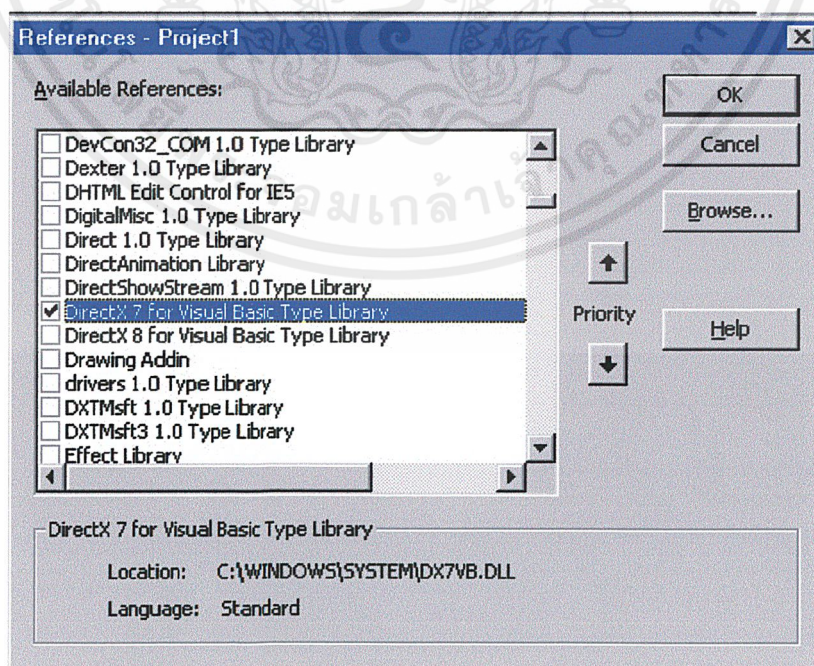 References - Project1
Available References:
DevCon32_COM 1.0 Type Library
Dexter 1.0 Type Library
DHTML Edit Control for IE5
DigitalMisc 1.0 Type Library
Direct 1.0 Type Library
DirectAnimation Library
DirectShowStream 1.0 Type Library
DirectX 7 for Visual Basic Type Library
DirectX 8 for Visual Basic Type Library
Drawing Addin
drivers 1.0 Type Library
DXTMsft 1.0 Type Library
DXTMsft3 1.0 Type Library
Effect Library
OK
Cancel
Browse...
Priority
Help
DirectX 7 for Visual Basic Type Library
Location: C:\WINDOWS\SYSTEM\DX7VB.DLL
Language: Standard